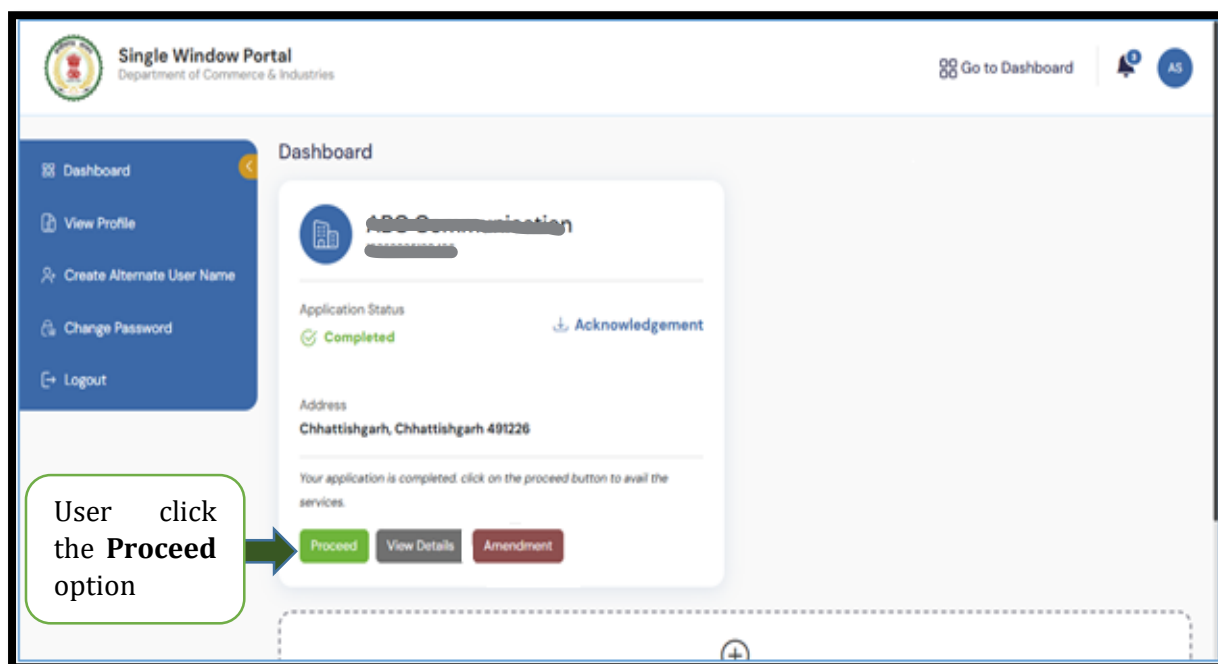 Single Window Portal
Department of Commerce & Industries
Go to Dashboard
AS
Dashboard
View Profile
Create Alternate User Name
Change Password
Logout
Dashboard
Application Status
Completed
Acknowledgement
Address
Chhattishgarh, Chhattishgarh 491226
Your application is completed. click on the proceed button to avail the
services.
Proceed
View Details
Amendment
User click
the Proceed
option